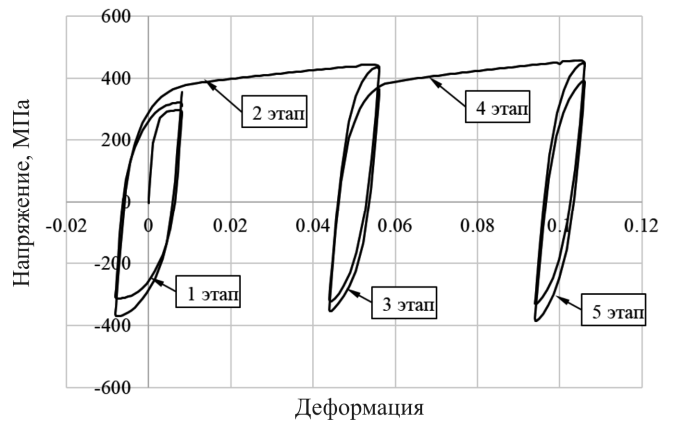 600
400
200
0
-200
-400
-600
-0.02
0
0.02
0.04
0.06
0.08
0.1
0.12
Напряжение, МПа
Деформация
1 этап
2 этап
3 этап
4 этап
5 этап